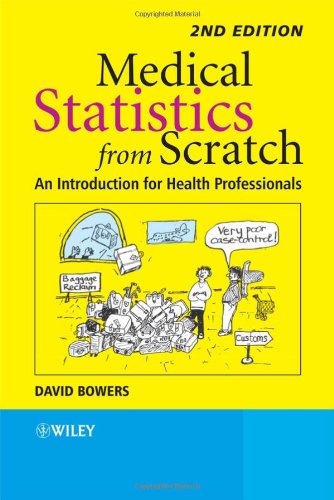 2ND EDITION
Medical
Statistics
from Scratch
An Introduction for Health Professionals
Very poor
case-control!
Baggage
Reclaim
Customs
DAVID BOWERS
WILEY